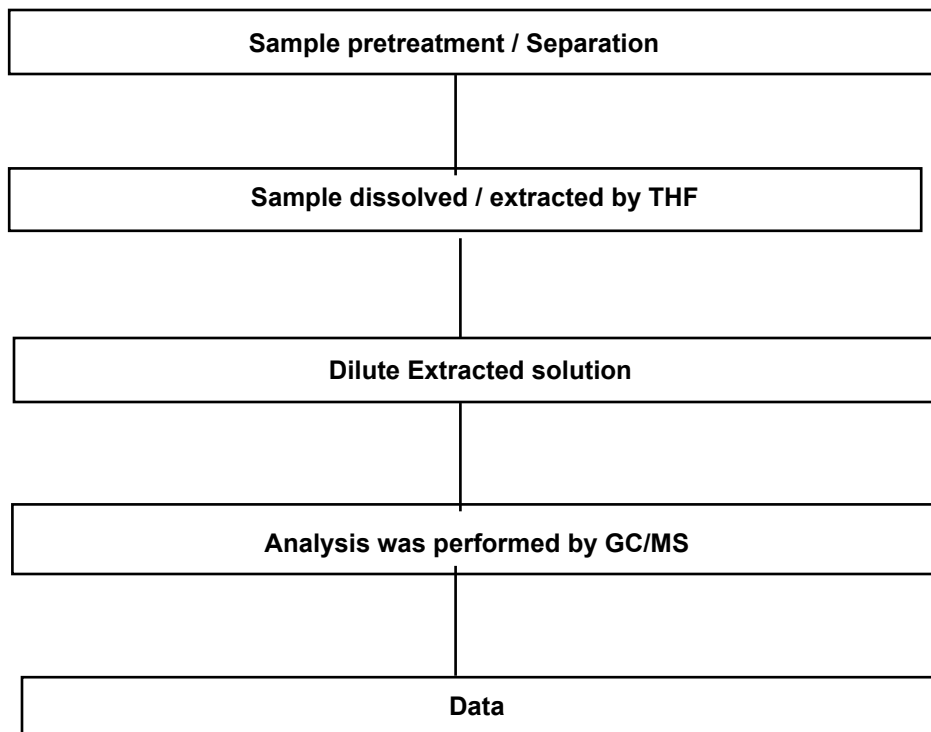 Sample pretreatment / Separation
Sample dissolved / extracted by THF
Dilute Extracted solution
Analysis was performed by GC/MS
Data